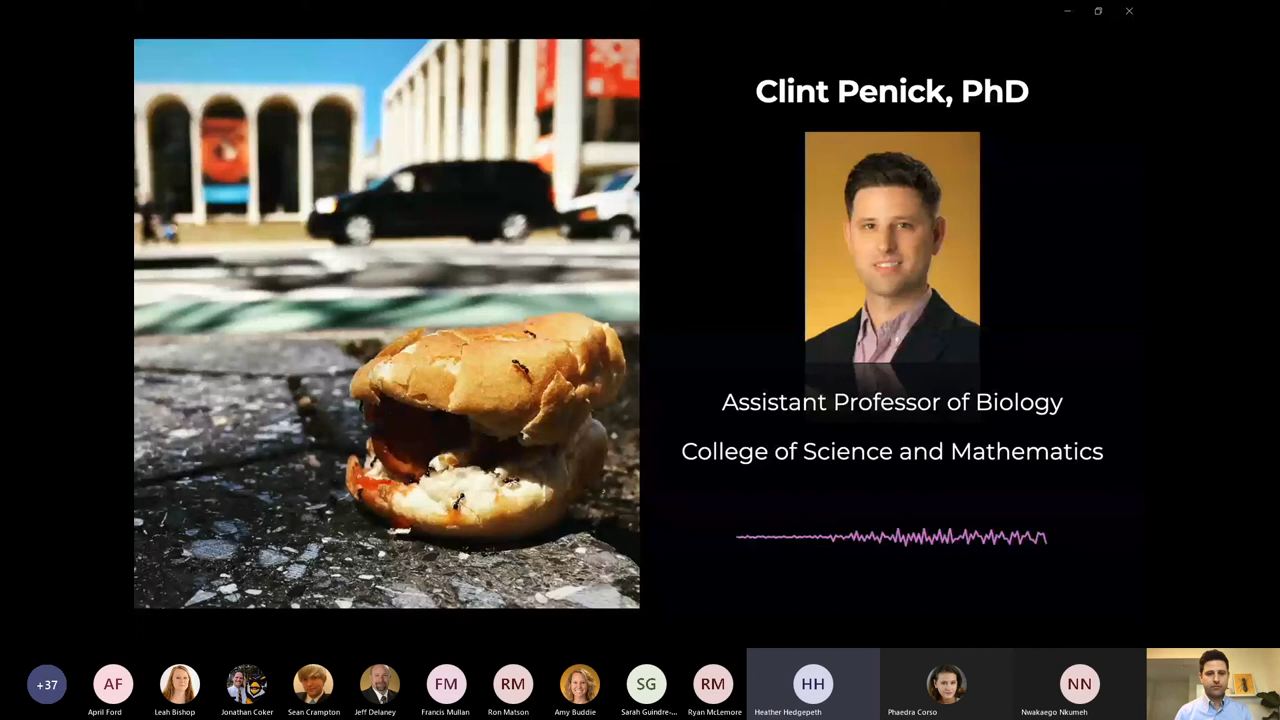 Clint Penick, PhD
Assistant Professor of Biology
College of Science and Mathematics
+37
AF
April Ford
Leah Bishop
Jonathan Coker
Sean Crampton
Jeff Delaney
FM
Francis Mullan
RM
Ron Matson
Amy Buddie
SG
Sarah Guindre-...
RM
Ryan McLemore
HH
Heather Hedgepeth
Phaedra Corso
NN
Nwakaego Nkumeh